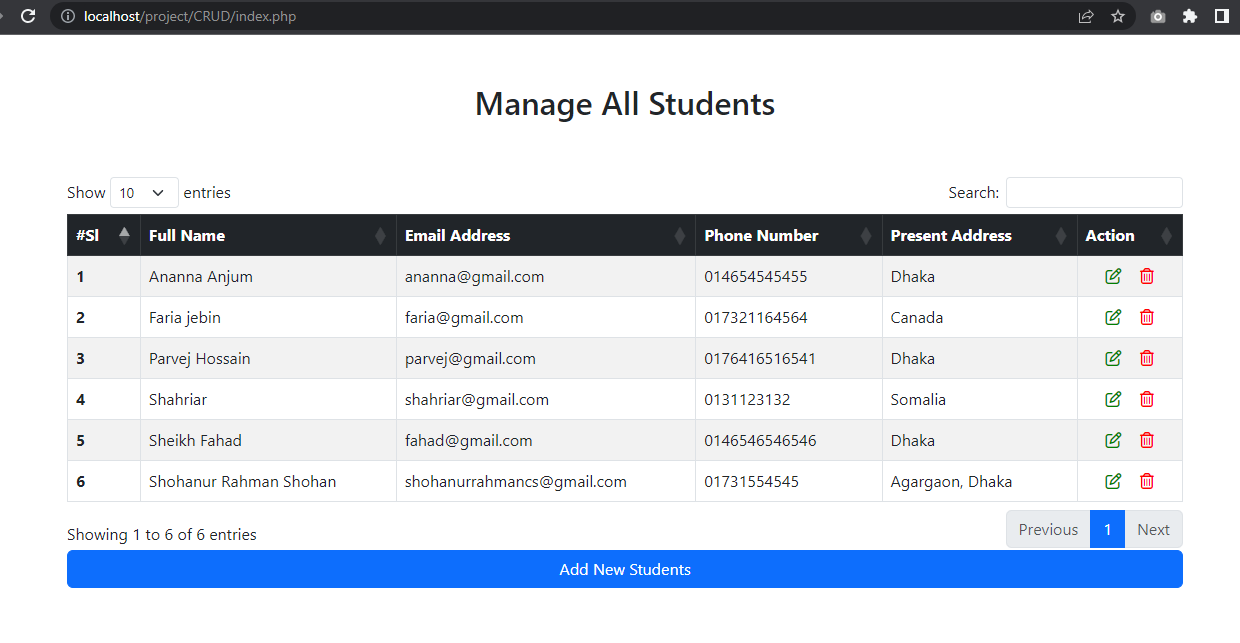 localhost/project/CRUD/index.php
Manage All Students
Show 10 entries Search:
#Sl Full Name Email Address Phone Number Present Address Action
1 Ananna Anjum ananna@gmail.com 014654545455 Dhaka
2 Faria jebin faria@gmail.com 017321164564 Canada
3 Parvej Hossain parvej@gmail.com 0176416516541 Dhaka
4 Shahriar shahriar@gmail.com 0131123132 Somalia
5 Sheikh Fahad fahad@gmail.com 0146546546546 Dhaka
6 Shohanur Rahman Shohan shohanurrahmancs@gmail.com 01731554545 Agargaon, Dhaka
Showing 1 to 6 of 6 entries Previous 1 Next
Add New Students